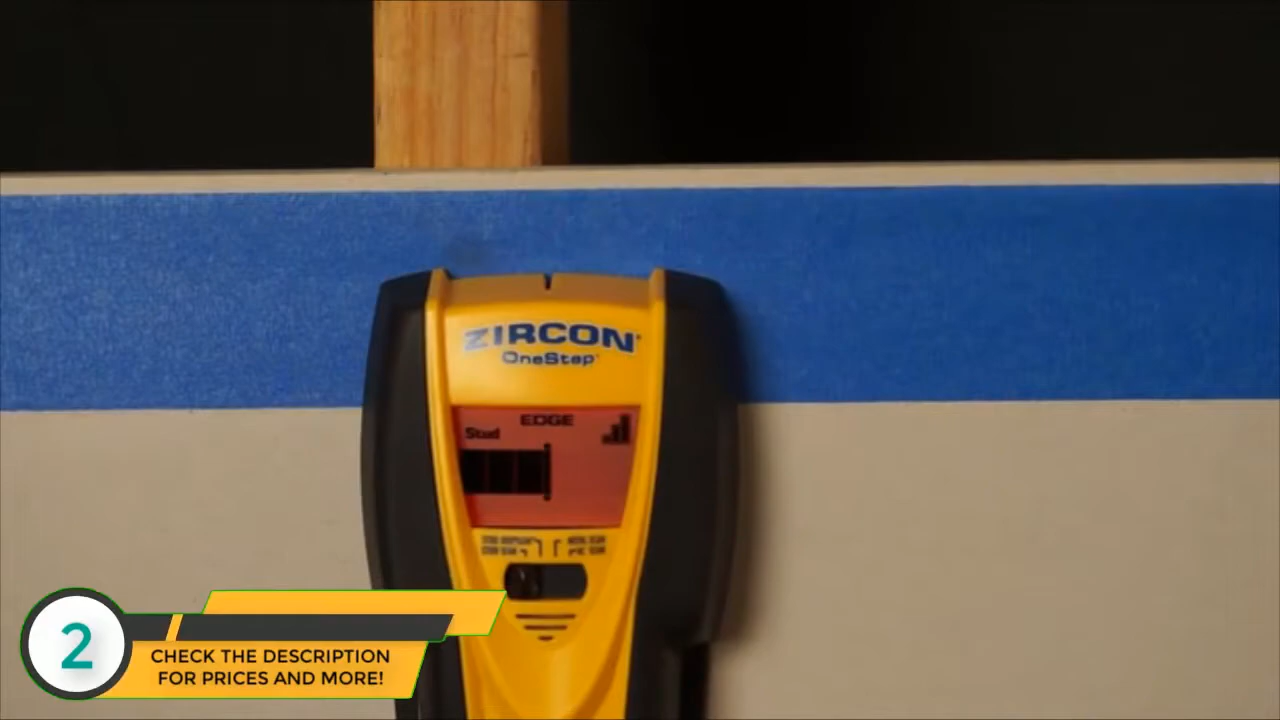 ZIRCON
OneStep
EDGE
Stud
2
CHECK THE DESCRIPTION
FOR PRICES AND MORE!